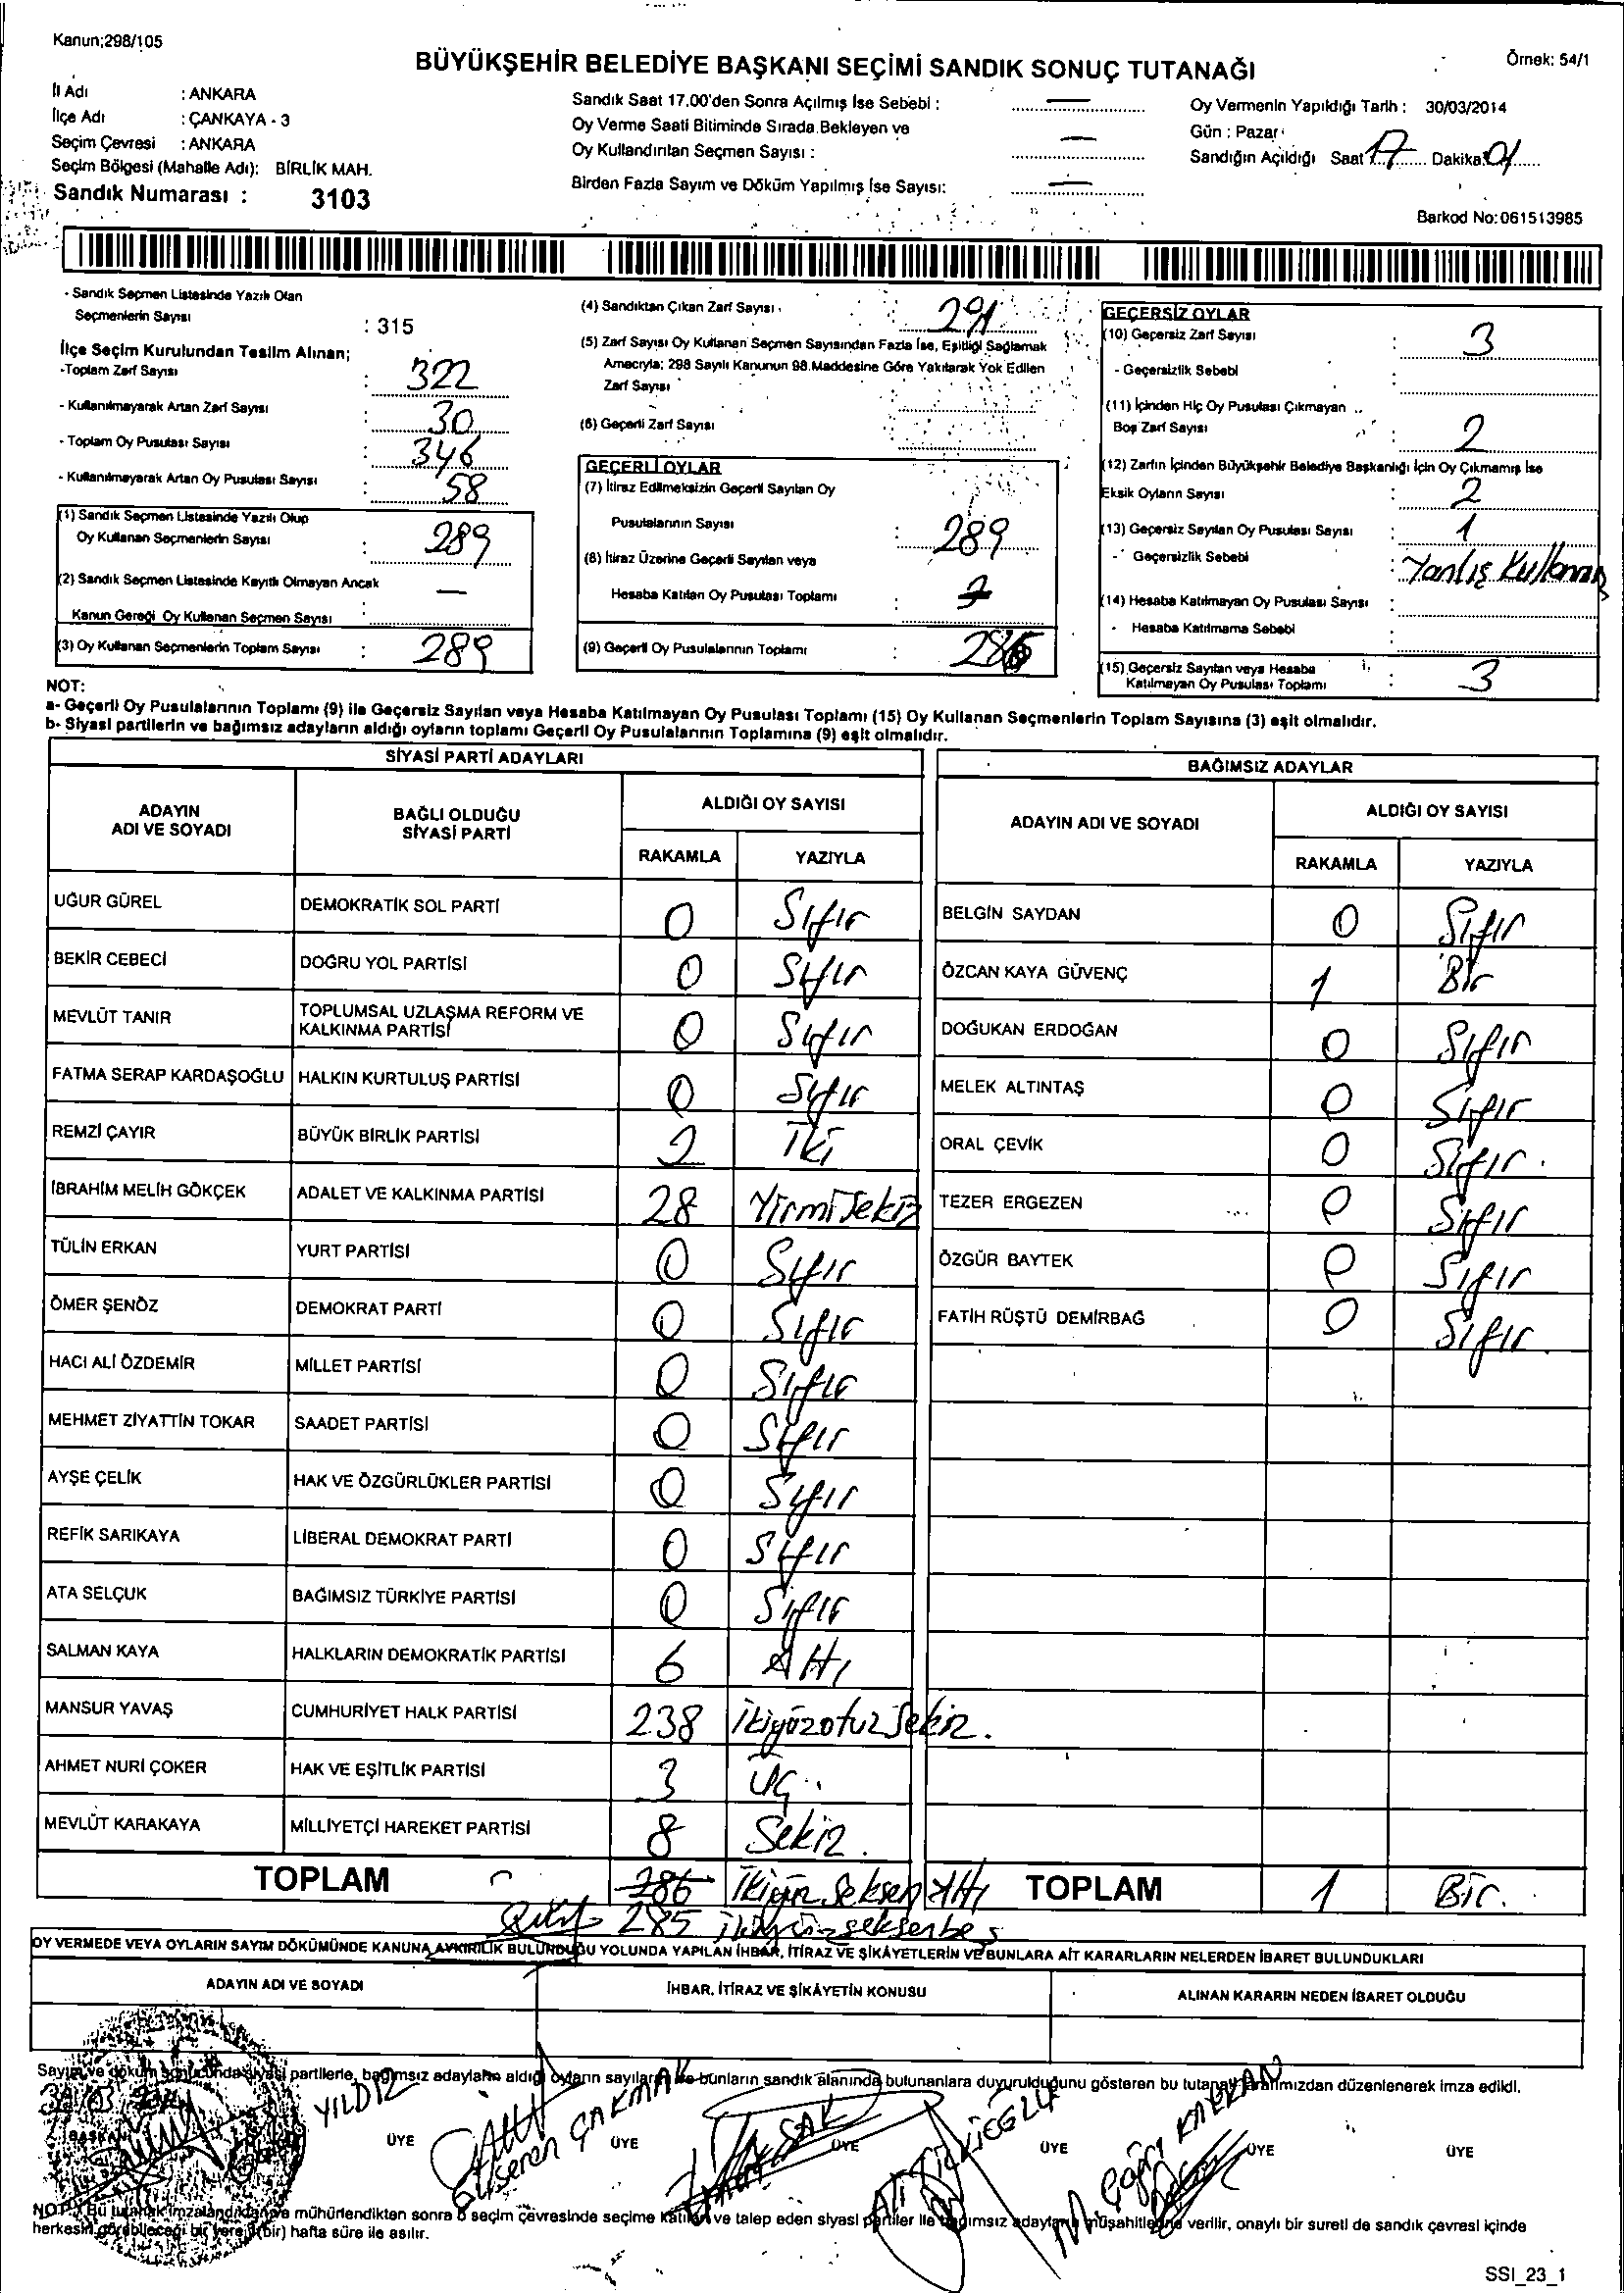 Kanun;298/105
BÜYÜKŞEHİR BELEDİYE BAŞKANI SEÇİMİ SANDIK SONUÇ TUTANAĞI
Örnek: 54/1
İl Adı : ANKARA
İlçe Adı : ÇANKAYA - 3
Seçim Çevresi : ANKARA
Seçim Bölgesi (Mahalle Adı): BİRLİK MAH.
Sandık Numarası : 3103
Sandık Saat 17.00'den Sonra Açılmış İse Sebebi : —
Oy Verme Saati Bitiminde Sırada Bekleyen ve
Oy Kullandırılan Seçmen Sayısı : —
Birden Fazla Sayım ve Döküm Yapılmış İse Sayısı: —
Oy Vermenin Yapıldığı Tarih : 30/03/2014
Gün : Pazar
Sandığın Açıldığı Saat 17 Dakika 01
Barkod No:061513985
- Sandık Seçmen Listesinde Yazılı Olan
Seçmenlerin Sayısı : 315
İlçe Seçim Kurulundan Teslim Alınan;
-Toplam Zarf Sayısı : 322
- Kullanılmayarak Artan Zarf Sayısı : 30
- Toplam Oy Pusulası Sayısı : 346
- Kullanılmayarak Artan Oy Pusulası Sayısı : 58
(1) Sandık Seçmen Listesinde Yazılı Olup
Oy Kullanan Seçmenlerin Sayısı : 289
(2) Sandık Seçmen Listesinde Kayıtlı Olmayan Ancak
Kanun Gereği Oy Kullanan Seçmen Sayısı : —
(3) Oy Kullanan Seçmenlerin Toplam Sayısı : 289
(4) Sandıktan Çıkan Zarf Sayısı : 291
(5) Zarf Sayısı Oy Kullanan Seçmen Sayısından Fazla İse, Eşitliği Sağlamak
Amacıyla; 298 Sayılı Kanunun 98.Maddesine Göre Yakılarak Yok Edilen
Zarf Sayısı :
(6) Geçerli Zarf Sayısı :
GEÇERLİ OYLAR
(7) İtiraz Edilmeksizin Geçerli Sayılan Oy
Pusulalarının Sayısı : 289
(8) İtiraz Üzerine Geçerli Sayılan veya
Hesaba Katılan Oy Pusulası Toplamı :
(9) Geçerli Oy Pusulalarının Toplamı :
GEÇERSİZ OYLAR
(10) Geçersiz Zarf Sayısı : 3
- Geçersizlik Sebebi :
(11) İçinden Hiç Oy Pusulası Çıkmayan
Boş Zarf Sayısı : 2
(12) Zarfın İçinden Büyükşehir Belediye Başkanlığı İçin Oy Çıkmamış İse
Eksik Oyların Sayısı : 2
(13) Geçersiz Sayılan Oy Pusulası Sayısı : 1
- Geçersizlik Sebebi : Yanlış Kullanış
(14) Hesaba Katılmayan Oy Pusulası Sayısı :
- Hesaba Katılmama Sebebi :
(15) Geçersiz Sayılan veya Hesaba
Katılmayan Oy Pusulası Toplamı : 3
NOT:
a- Geçerli Oy Pusulalarının Toplamı (9) ile Geçersiz Sayılan veya Hesaba Katılmayan Oy Pusulası Toplamı (15) Oy Kullanan Seçmenlerin Toplam Sayısına (3) eşit olmalıdır.
b- Siyasi partilerin ve bağımsız adayların aldığı oyların toplamı Geçerli Oy Pusulalarının Toplamına (9) eşit olmalıdır.
SİYASİ PARTİ ADAYLARI
ADAYIN ADI VE SOYADI
BAĞLI OLDUĞU SİYASİ PARTİ
ALDIĞI OY SAYISI
RAKAMLA YAZIYLA
UĞUR GÜREL DEMOKRATİK SOL PARTİ 0 Sıfır
BEKİR CEBECİ DOĞRU YOL PARTİSİ 0 Sıfır
MEVLÜT TANIR TOPLUMSAL UZLAŞMA REFORM VE KALKINMA PARTİSİ 0 Sıfır
FATMA SERAP KARDAŞOĞLU HALKIN KURTULUŞ PARTİSİ 0 Sıfır
REMZİ ÇAYIR BÜYÜK BİRLİK PARTİSİ 2 İki
İBRAHİM MELİH GÖKÇEK ADALET VE KALKINMA PARTİSİ 28 Yirmi Sekiz
TÜLİN ERKAN YURT PARTİSİ 0 Sıfır
ÖMER ŞENÖZ DEMOKRAT PARTİ 0 Sıfır
HACI ALİ ÖZDEMİR MİLLET PARTİSİ 0 Sıfır
MEHMET ZİYATTİN TOKAR SAADET PARTİSİ 0 Sıfır
AYŞE ÇELİK HAK VE ÖZGÜRLÜKLER PARTİSİ 0 Sıfır
REFİK SARIKAYA LİBERAL DEMOKRAT PARTİ 0 Sıfır
ATA SELÇUK BAĞIMSIZ TÜRKİYE PARTİSİ 0 Sıfır
SALMAN KAYA HALKLARIN DEMOKRATİK PARTİSİ 6 Altı
MANSUR YAVAŞ CUMHURİYET HALK PARTİSİ 238 İkiyüzotuz Sekiz.
AHMET NURİ ÇOKER HAK VE EŞİTLİK PARTİSİ 3 Üç
MEVLÜT KARAKAYA MİLLİYETÇİ HAREKET PARTİSİ 8 Sekiz.
TOPLAM 286 İkiyüz Seksen Altı
285 ikiyüzseksenbeş
BAĞIMSIZ ADAYLAR
ADAYIN ADI VE SOYADI
ALDIĞI OY SAYISI
RAKAMLA YAZIYLA
BELGİN SAYDAN 0 Sıfır
ÖZCAN KAYA GÜVENÇ 1 Bir
DOĞUKAN ERDOĞAN 0 Sıfır
MELEK ALTINTAŞ 0 Sıfır
ORAL ÇEVİK 0 Sıfır.
TEZER ERGEZEN 0 Sıfır
ÖZGÜR BAYTEK 0 Sıfır
FATİH RÜŞTÜ DEMİRBAĞ 0 Sıfır.
TOPLAM 1 Bir.
OY VERMEDE VEYA OYLARIN SAYIM DÖKÜMÜNDE KANUNA AYKIRILIK BULUNDUĞU YOLUNDA YAPILAN İHBAR, İTİRAZ VE ŞİKÂYETLERİN VE BUNLARA AİT KARARLARIN NELERDEN İBARET BULUNDUKLARI
ADAYIN ADI VE SOYADI İHBAR, İTİRAZ VE ŞİKÂYETİN KONUSU ALINAN KARARIN NEDEN İBARET OLDUĞU
Sayım ve döküm sonucunda siyasi partilerle, bağımsız adayların aldığı oyların sayıları ile bunların sandık alanında bulunanlara duyurulduğunu gösteren bu tutanak tarafımızdan düzenlenerek imza edildi.
YILDIZ
ÇAKMAK
BAŞKAN ÜYE ÜYE ÜYE ÜYE ÜYE ÜYE
NOT: Bu tutanak imzalandıktan ve mühürlendikten sonra o seçim çevresinde seçime katılan ve talep eden siyasi partiler ile bağımsız adayların müşahitlerine verilir, onaylı bir sureti de sandık çevresi içinde
herkesin görebileceği bir yere (bir) hafta süre ile asılır.
SSI_23_1